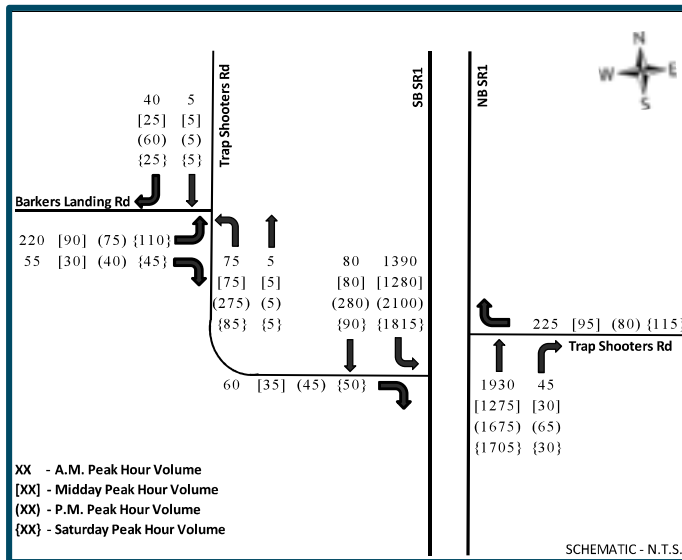 N
W E
S
Trap Shooters Rd
SB SR1
NB SR1
40 5
[25] [5]
(60) (5)
{25} {5}
Barkers Landing Rd
220 [90] (75) {110}
55 [30] (40) {45}
75 5
[75] [5]
(275) (5)
{85} {5}
80 1390
[80] [1280]
(280) (2100)
{90} {1815}
60 [35] (45) {50}
225 [95] (80) {115}
Trap Shooters Rd
1930 45
[1275] [30]
(1675) (65)
{1705} {30}
XX - A.M. Peak Hour Volume
[XX] - Midday Peak Hour Volume
(XX) - P.M. Peak Hour Volume
{XX} - Saturday Peak Hour Volume
SCHEMATIC - N.T.S.